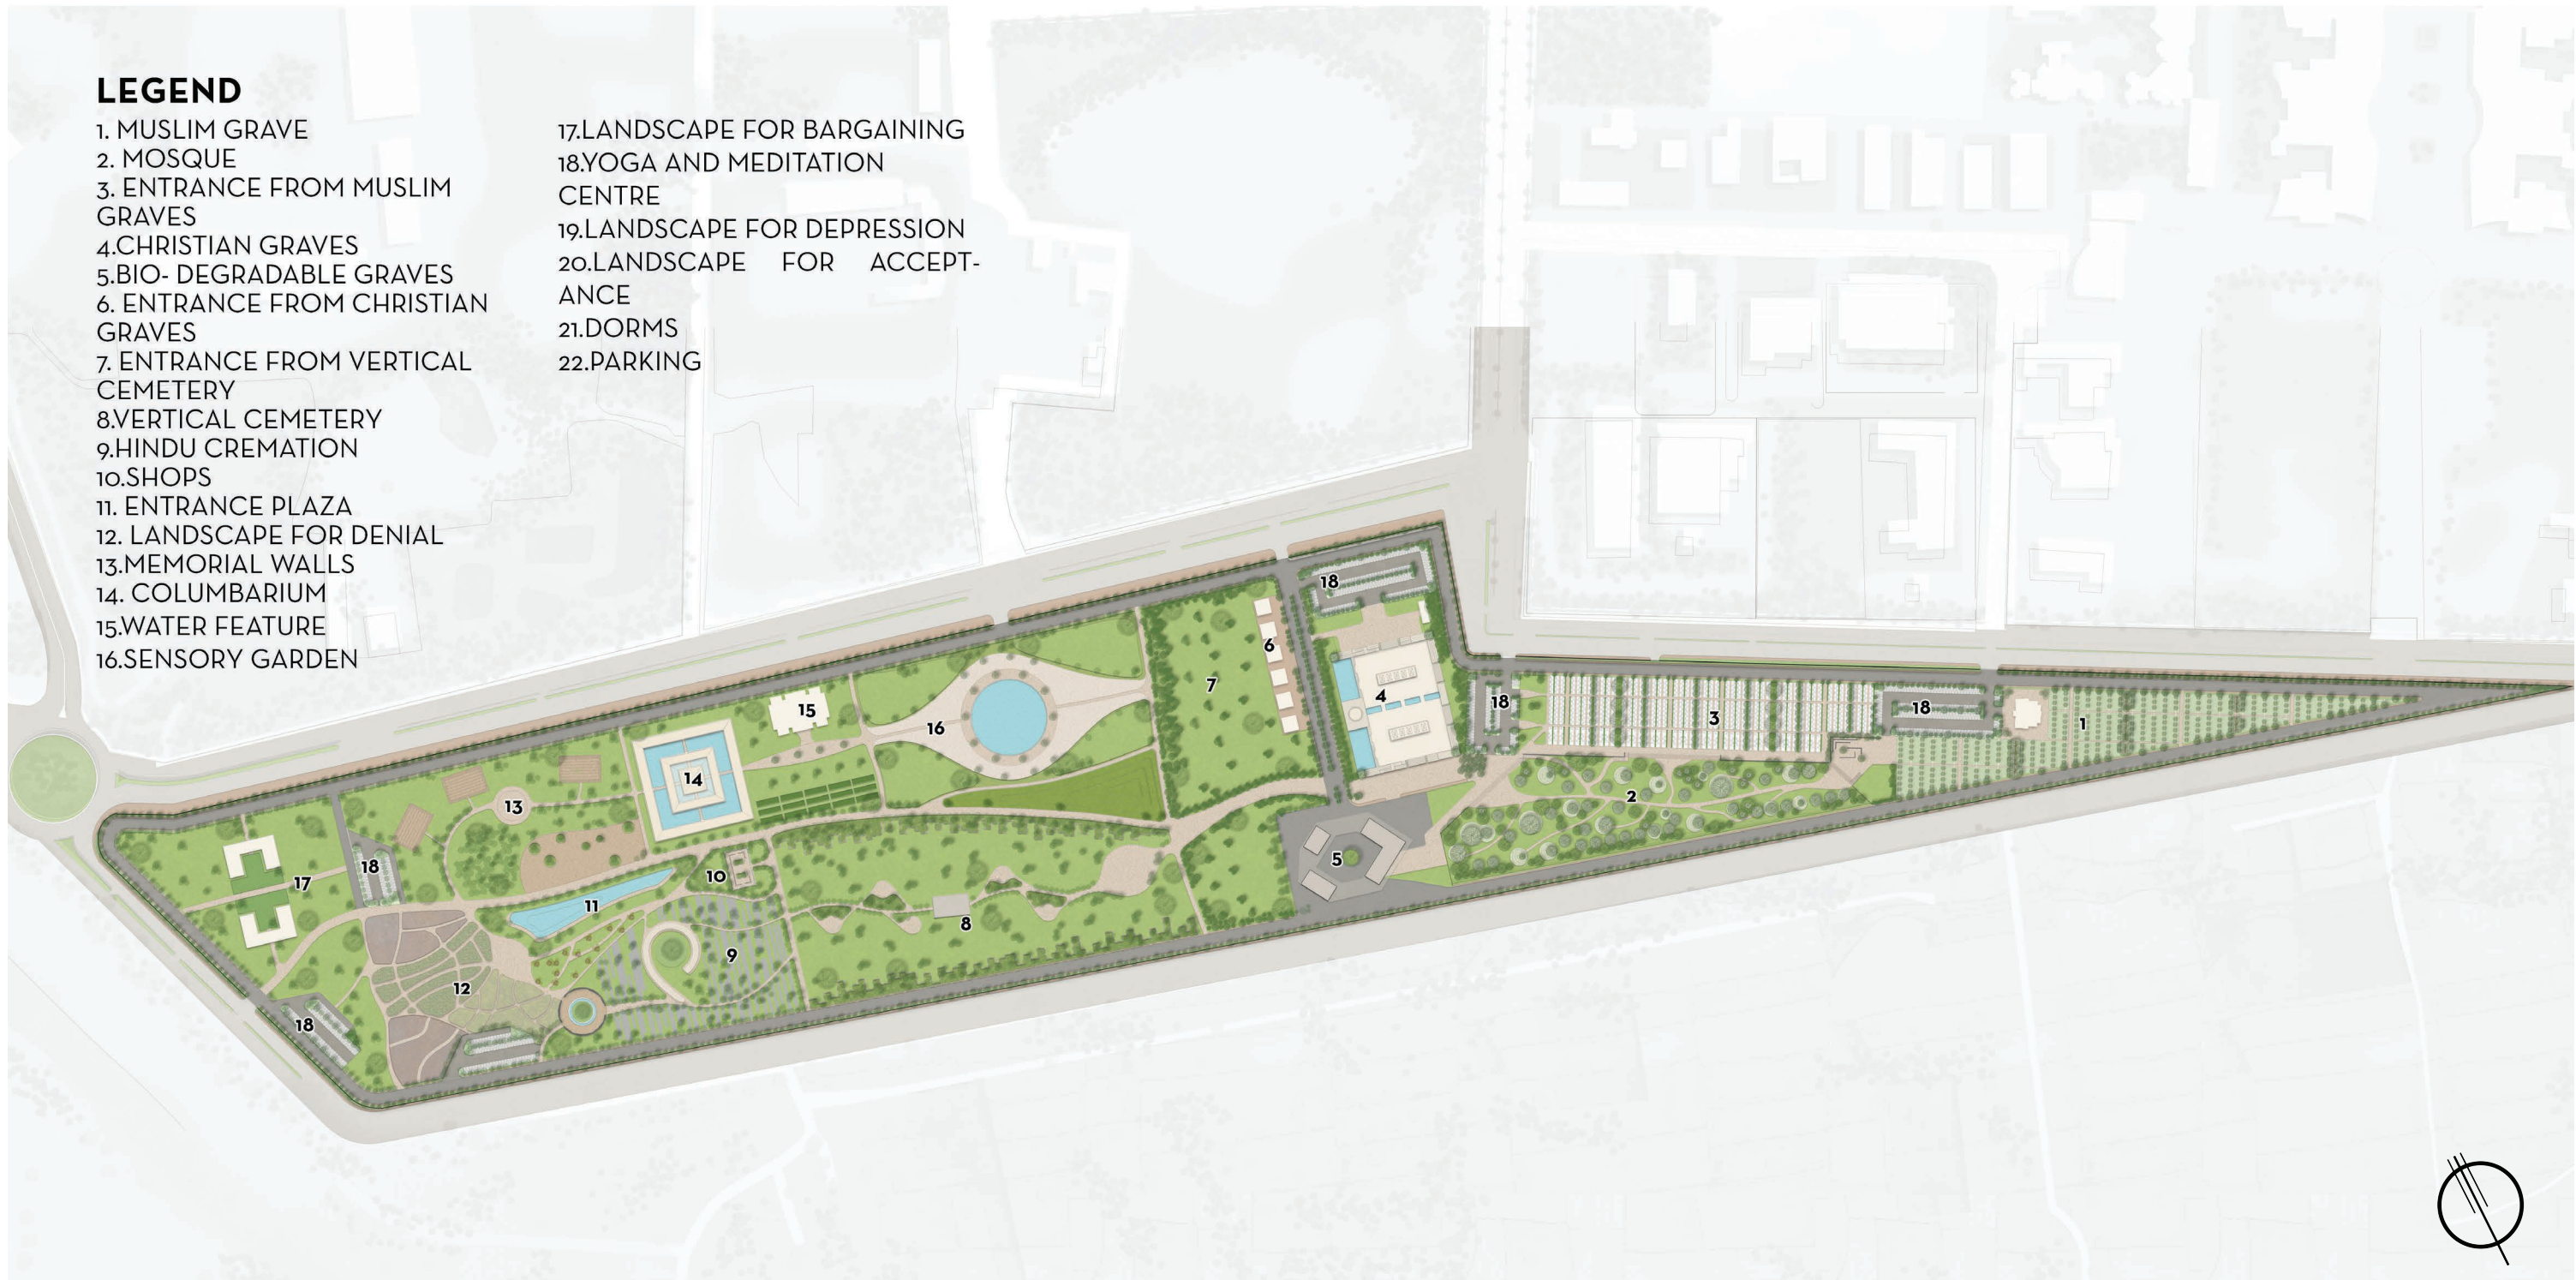 LEGEND
1. MUSLIM GRAVE
2. MOSQUE
3. ENTRANCE FROM MUSLIM
GRAVES
4.CHRISTIAN GRAVES
5.BIO- DEGRADABLE GRAVES
6. ENTRANCE FROM CHRISTIAN
GRAVES
7. ENTRANCE FROM VERTICAL
CEMETERY
8.VERTICAL CEMETERY
9.HINDU CREMATION
10.SHOPS
11. ENTRANCE PLAZA
12. LANDSCAPE FOR DENIAL
13.MEMORIAL WALLS
14. COLUMBARIUM
15.WATER FEATURE
16.SENSORY GARDEN
17.LANDSCAPE FOR BARGAINING
18.YOGA AND MEDITATION
CENTRE
19.LANDSCAPE FOR DEPRESSION
20.LANDSCAPE FOR ACCEPT-
ANCE
21.DORMS
22.PARKING
18
6
7
4
15
16
18
3
18
1
14
13
2
5
18
17
10
11
8
9
12
18